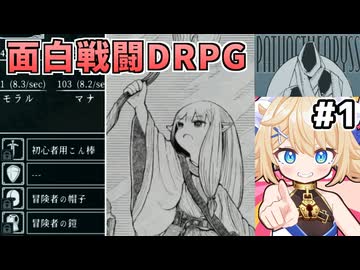 面白戦闘DRPG
1 (8.3/sec)
モラル
103 (8.2/se
マナ
初心者用こん棒
---
冒険者の帽子
冒険者の鎧
#1